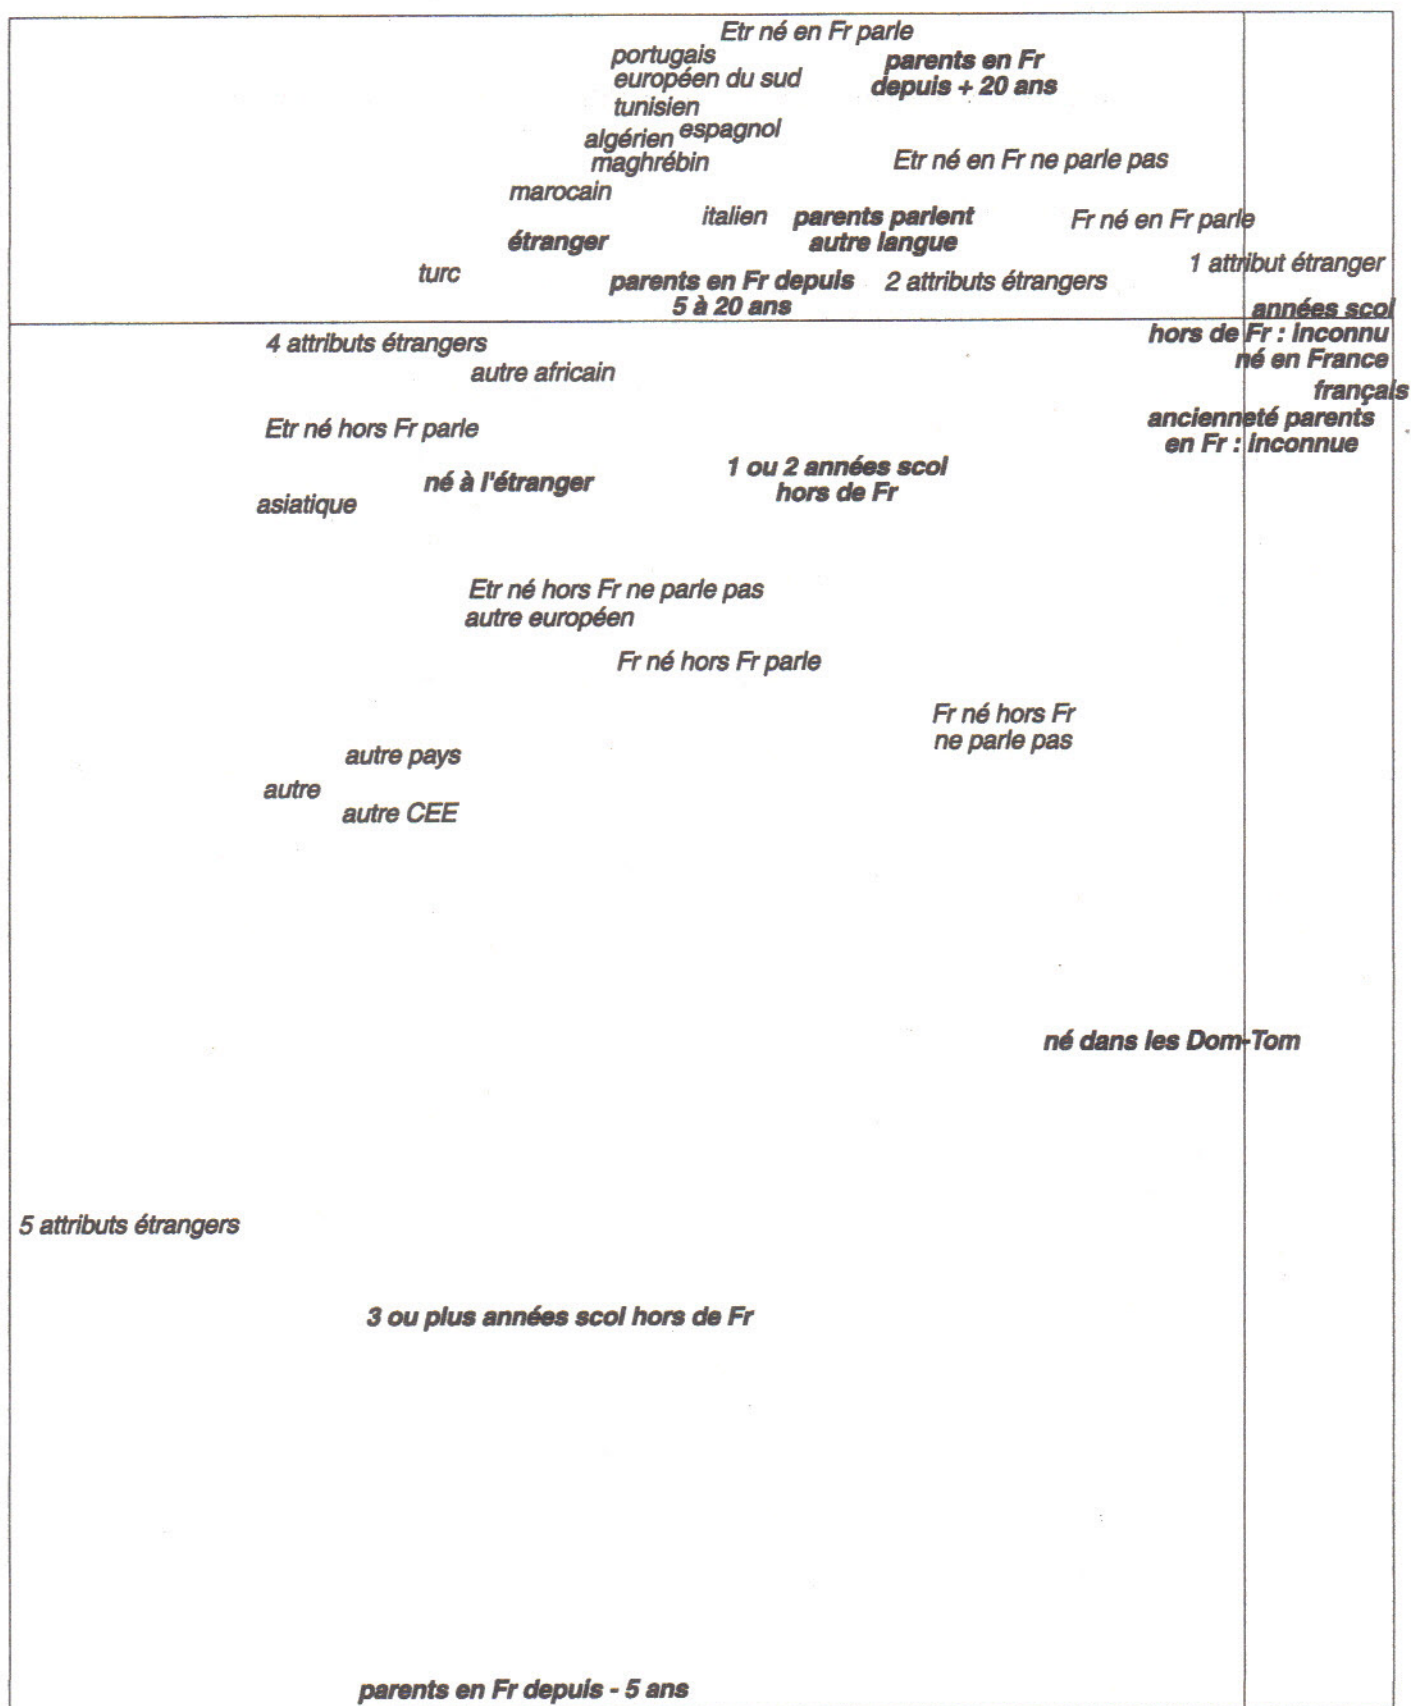 Etr né en Fr parle
portugais
parents en Fr
européen du sud
depuis + 20 ans
tunisien
algérien espagnol
maghrébin
Etr né en Fr ne parle pas
marocain
italien
parents parlent
Fr né en Fr parle
étranger
autre langue
1 attribut étranger
turc
parents en Fr depuis
2 attributs étrangers
5 à 20 ans
années scol
4 attributs étrangers
hors de Fr : inconnu
né en France
autre africain
français
ancienneté parents
Etr né hors Fr parle
en Fr : inconnue
1 ou 2 années scol
né à l'étranger
hors de Fr
asiatique
Etr né hors Fr ne parle pas
autre européen
Fr né hors Fr parle
Fr né hors Fr
ne parle pas
autre pays
autre
autre CEE
né dans les Dom-Tom
5 attributs étrangers
3 ou plus années scol hors de Fr
parents en Fr depuis - 5 ans